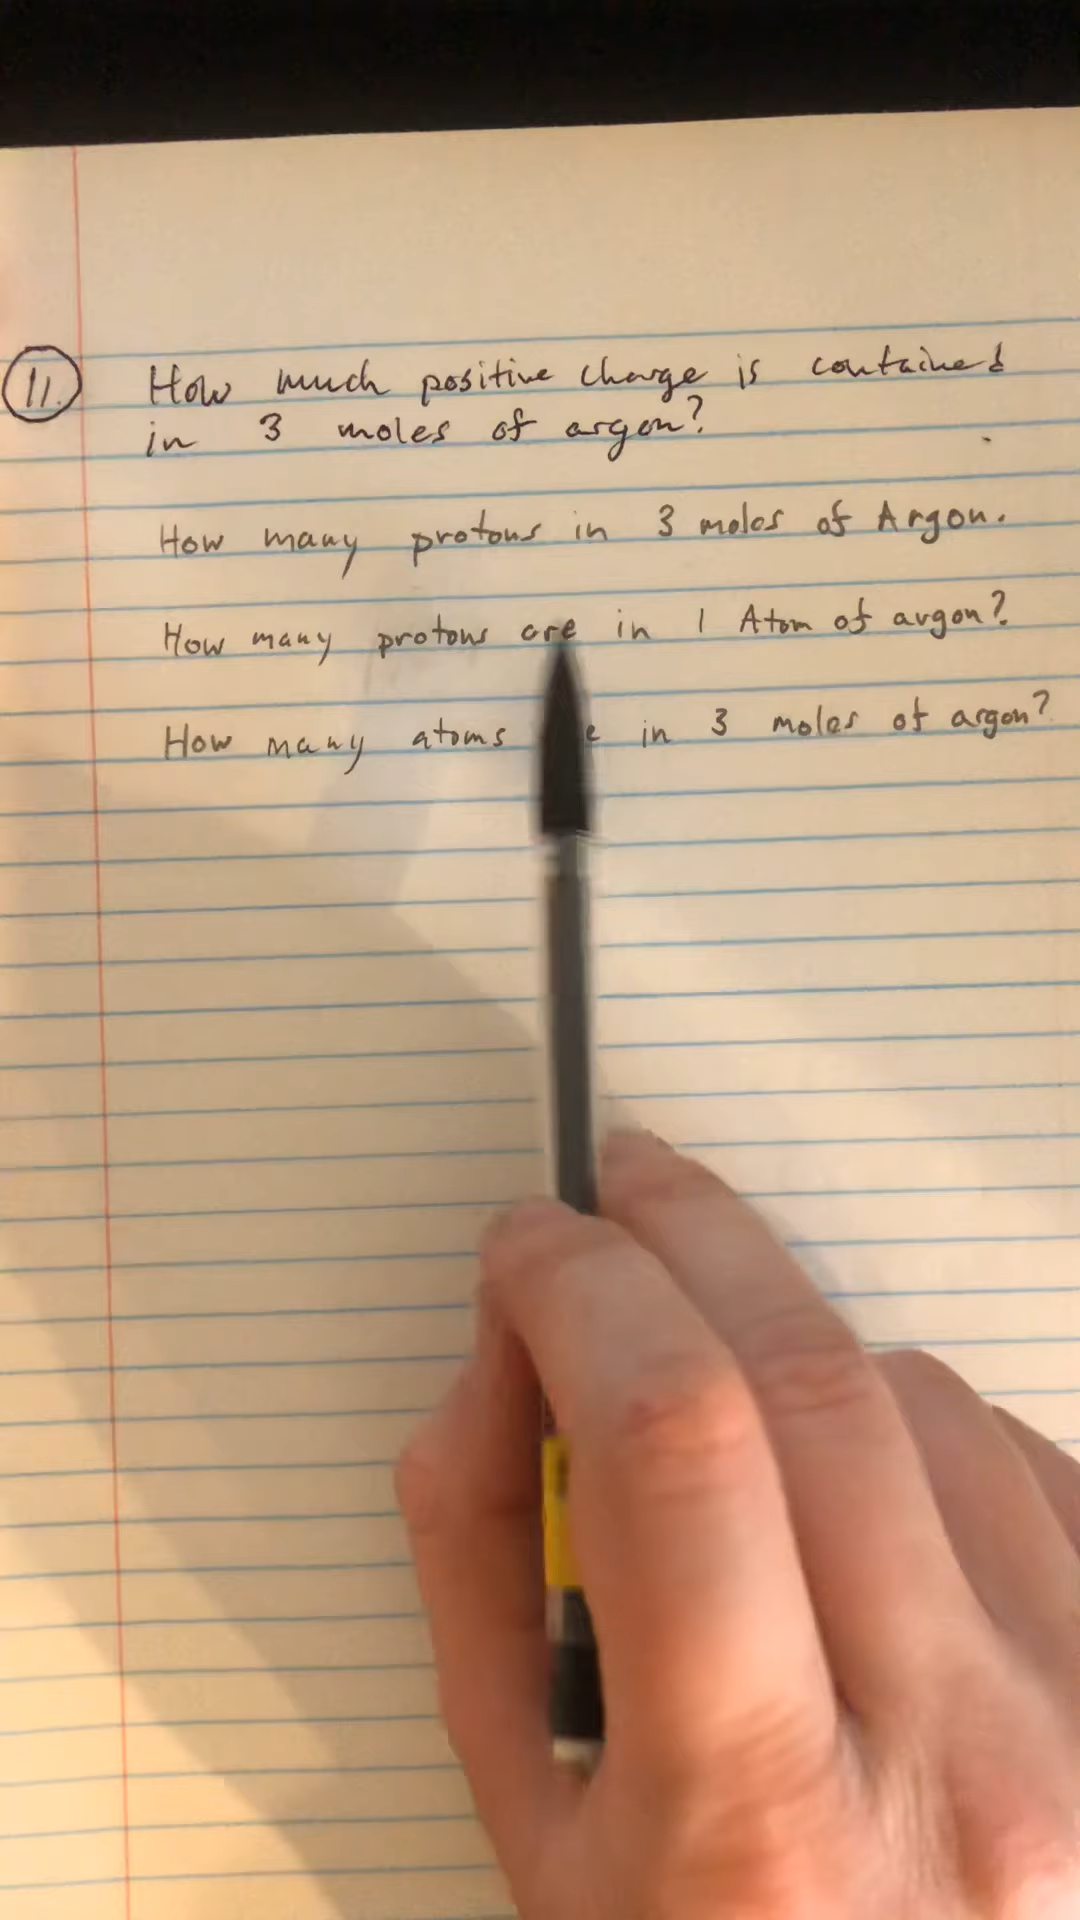 11.
How much positive charge is contained
in 3 moles of argon?
How many protons in 3 moles of Argon.
How many protons are in 1 Atom of argon?
How many atoms in 3 moles of argon?